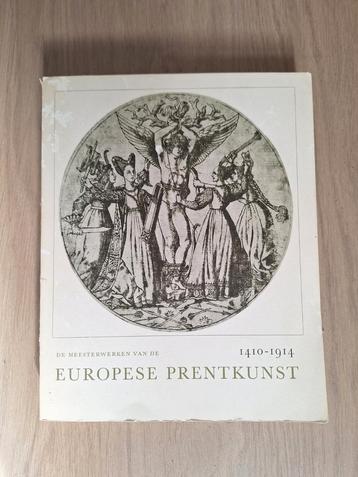 DE MEESTERWERKEN VAN DE 1410-1914
EUROPESE PRENTKUNST